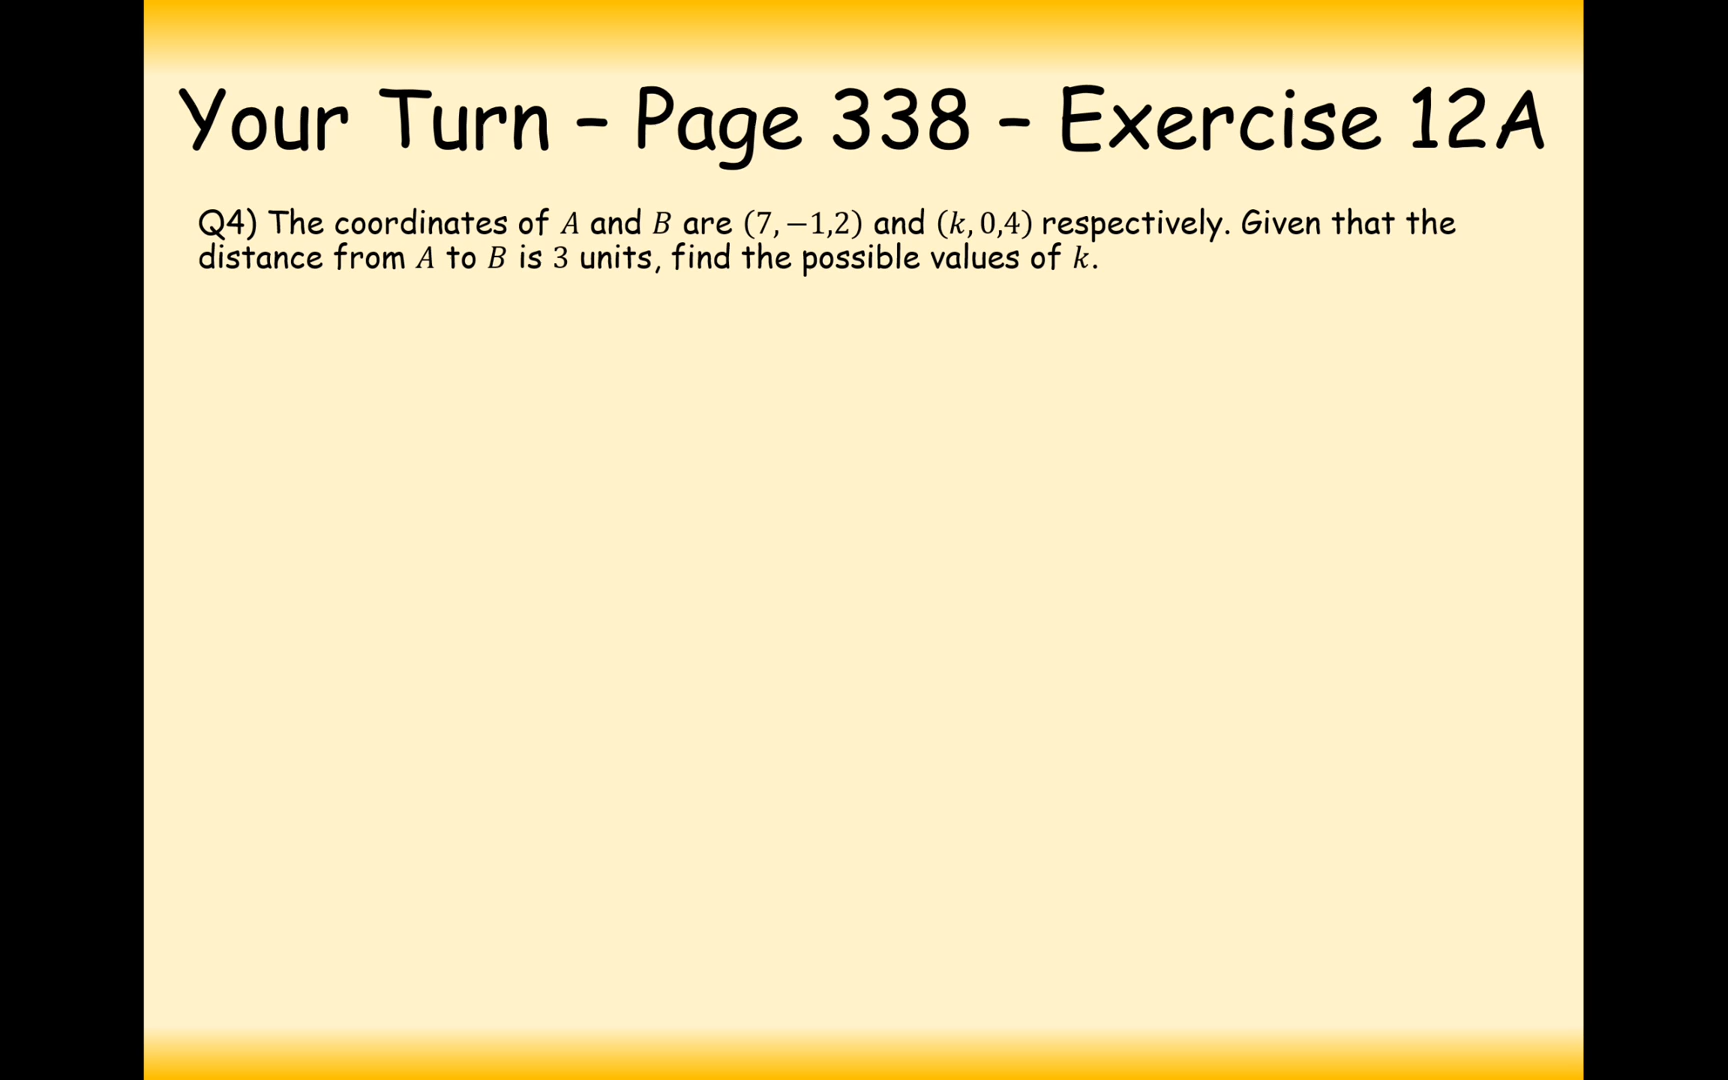 Your Turn – Page 338 – Exercise 12A
Q4) The coordinates of A and B are (7, −1,2) and (k, 0,4) respectively. Given that the
distance from A to B is 3 units, find the possible values of k.